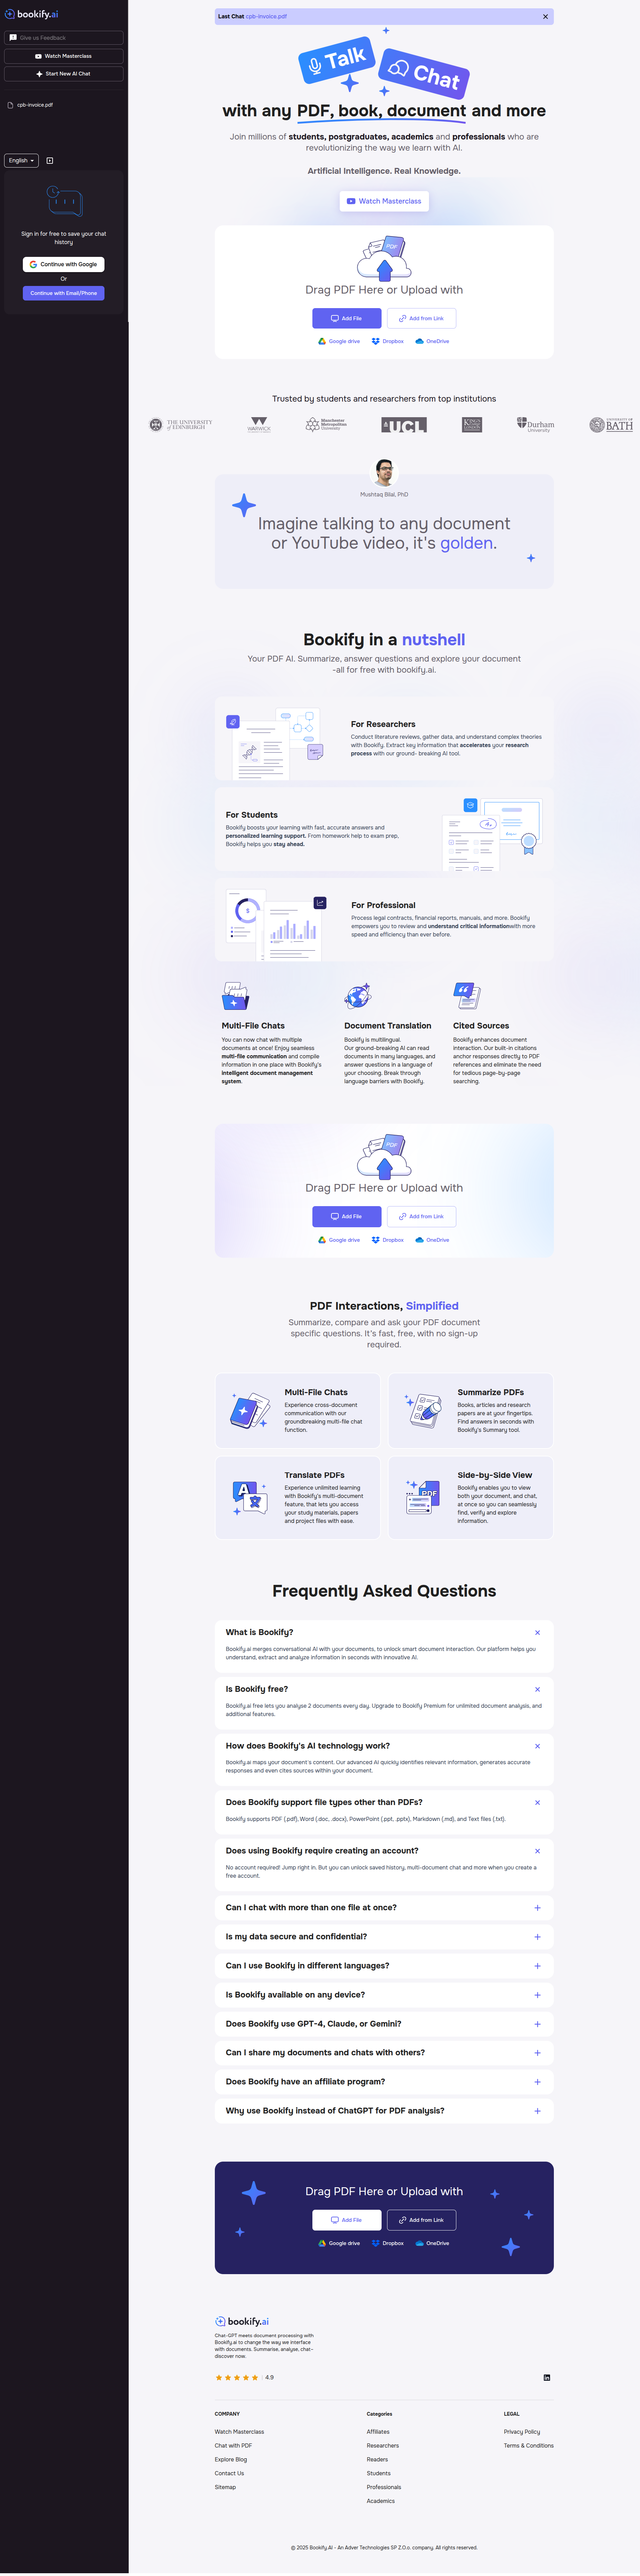 bookify.ai
Give us Feedback
Watch Masterclass
Start New AI Chat
cpb-invoice.pdf
English
Sign in for free to save your chat
history
Continue with Google
Or
Continue with Email/Phone
Last Chat cpb-invoice.pdf
Talk
Chat
with any PDF, book, document and more
Join millions of students, postgraduates, academics and professionals who are
revolutionizing the way we learn with AI.
Artificial Intelligence. Real Knowledge.
Watch Masterclass
PDF
Drag PDF Here or Upload with
Add File
Add from Link
Google drive
Dropbox
OneDrive
Trusted by students and researchers from top institutions
THE UNIVERSITY
of EDINBURGH
WARWICK
Manchester
Metropolitan
University
UCL
KING'S
Durham
University
UNIVERSITY OF
BATH
Mushtaq Bilal, PhD
Imagine talking to any document
or YouTube video, it's golden.
Bookify in a nutshell
Your PDF AI. Summarize, answer questions and explore your document
-all for free with bookify.ai.
For Researchers
Conduct literature reviews, gather data, and understand complex theories
with Bookify. Extract key information that accelerates your research
process with our ground- breaking AI tool.
For Students
Bookify boosts your learning with fast, accurate answers and
personalized learning support. From homework help to exam prep,
Bookify helps you stay ahead.
For Professional
Process legal contracts, financial reports, manuals, and more. Bookify
empowers you to review and understand critical informationwith more
speed and efficiency than ever before.
Multi-File Chats
You can now chat with multiple
documents at once! Enjoy seamless
multi-file communication and compile
information in one place with Bookify's
intelligent document management
system.
Document Translation
Bookify is multilingual.
Our ground-breaking AI can read
documents in many languages, and
answer questions in a language of
your choosing. Break through
language barriers with Bookify.
Cited Sources
Bookify enhances document
interaction. Our built-in citations
anchor responses directly to PDF
references and eliminate the need
for tedious page-by-page
searching.
PDF
Drag PDF Here or Upload with
Add File
Add from Link
Google drive
Dropbox
OneDrive
PDF Interactions, Simplified
Summarize, compare and ask your PDF document
specific questions. It's fast, free, with no sign-up
required.
Multi-File Chats
Experience cross-document
communication with our
groundbreaking multi-file chat
function.
Summarize PDFs
Books, articles and research
papers are at your fingertips.
Find answers in seconds with
Bookify's Summary tool.
A
Translate PDFs
Experience unlimited learning
with Bookify's multi-document
feature, that lets you access
your study materials, papers
and project files with ease.
PDF
Side-by-Side View
Bookify enables you to view
both your document, and chat,
at once so you can seamlessly
find, verify and explore
information.
Frequently Asked Questions
What is Bookify?
Bookify.ai merges conversational AI with your documents, to unlock smart document interaction. Our platform helps you
understand, extract and analyze information in seconds with innovative AI.
Is Bookify free?
Bookify.ai free lets you analyse 2 documents every day. Upgrade to Bookify Premium for unlimited document analysis, and
additional features.
How does Bookify's AI technology work?
Bookify.ai maps your document's content. Our advanced AI quickly identifies relevant information, generates accurate
responses and even cites sources within your document.
Does Bookify support file types other than PDFs?
Bookify supports PDF (.pdf), Word (.doc, .docx), PowerPoint (.ppt, .pptx), Markdown (.md), and Text files (.txt).
Does using Bookify require creating an account?
No account required! Jump right in. But you can unlock saved history, multi-document chat and more when you create a
free account.
Can I chat with more than one file at once?
Is my data secure and confidential?
Can I use Bookify in different languages?
Is Bookify available on any device?
Does Bookify use GPT-4, Claude, or Gemini?
Can I share my documents and chats with others?
Does Bookify have an affiliate program?
Why use Bookify instead of ChatGPT for PDF analysis?
Drag PDF Here or Upload with
Add File
Add from Link
Google drive
Dropbox
OneDrive
bookify.ai
Chat-GPT meets document processing with
Bookify.ai to change the way we interface
with documents. Summarise, analyse, chat–
discover now.
4.9
COMPANY
Watch Masterclass
Chat with PDF
Explore Blog
Contact Us
Sitemap
Categories
Affiliates
Researchers
Readers
Students
Professionals
Academics
LEGAL
Privacy Policy
Terms & Conditions
© 2025 Bookify.AI - An Adver Technologies SP Z.O.o. company. All rights reserved.